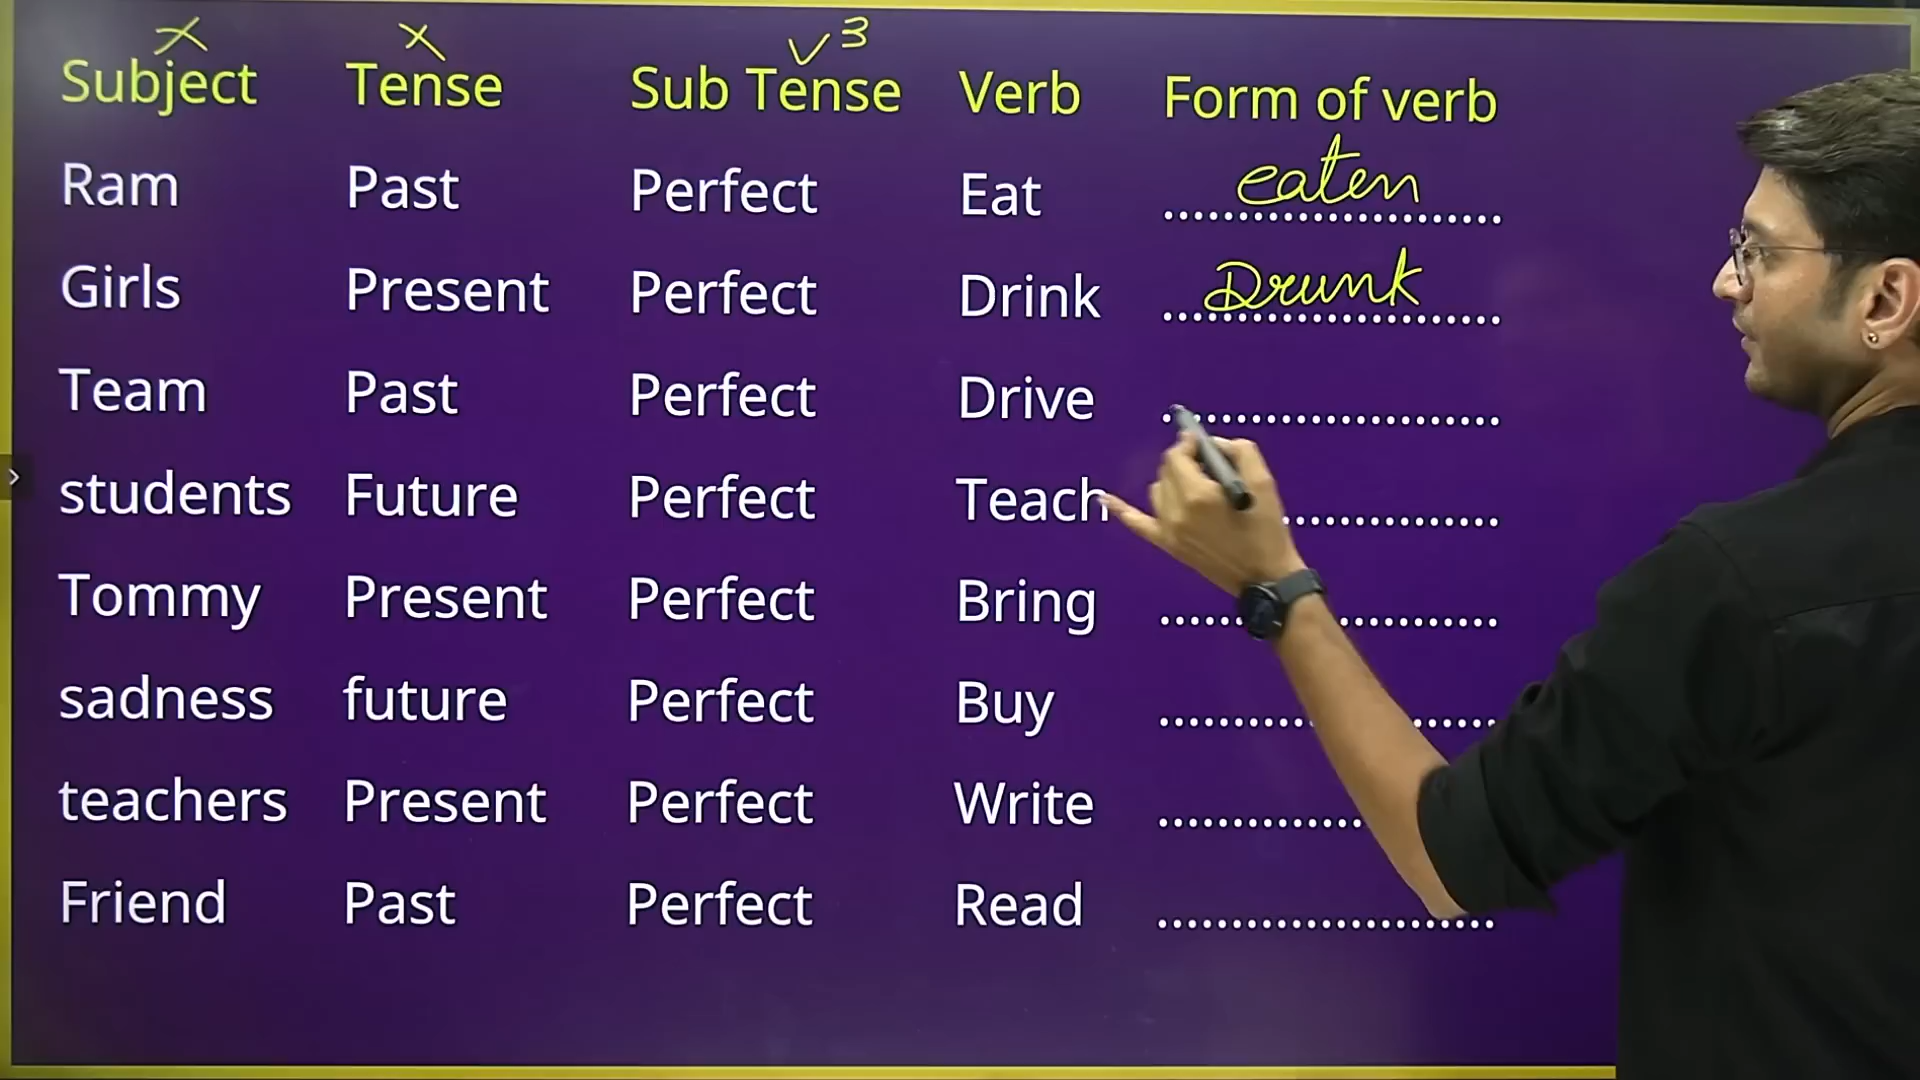 ✓ 3
Subject Tense Sub Tense Verb Form of verb
Ram Past Perfect Eat eaten
Girls Present Perfect Drink Drunk
Team Past Perfect Drive ......................
students Future Perfect Teach ...............
Tommy Present Perfect Bring ......................
sadness future Perfect Buy ......................
teachers Present Perfect Write ..............
Friend Past Perfect Read ......................